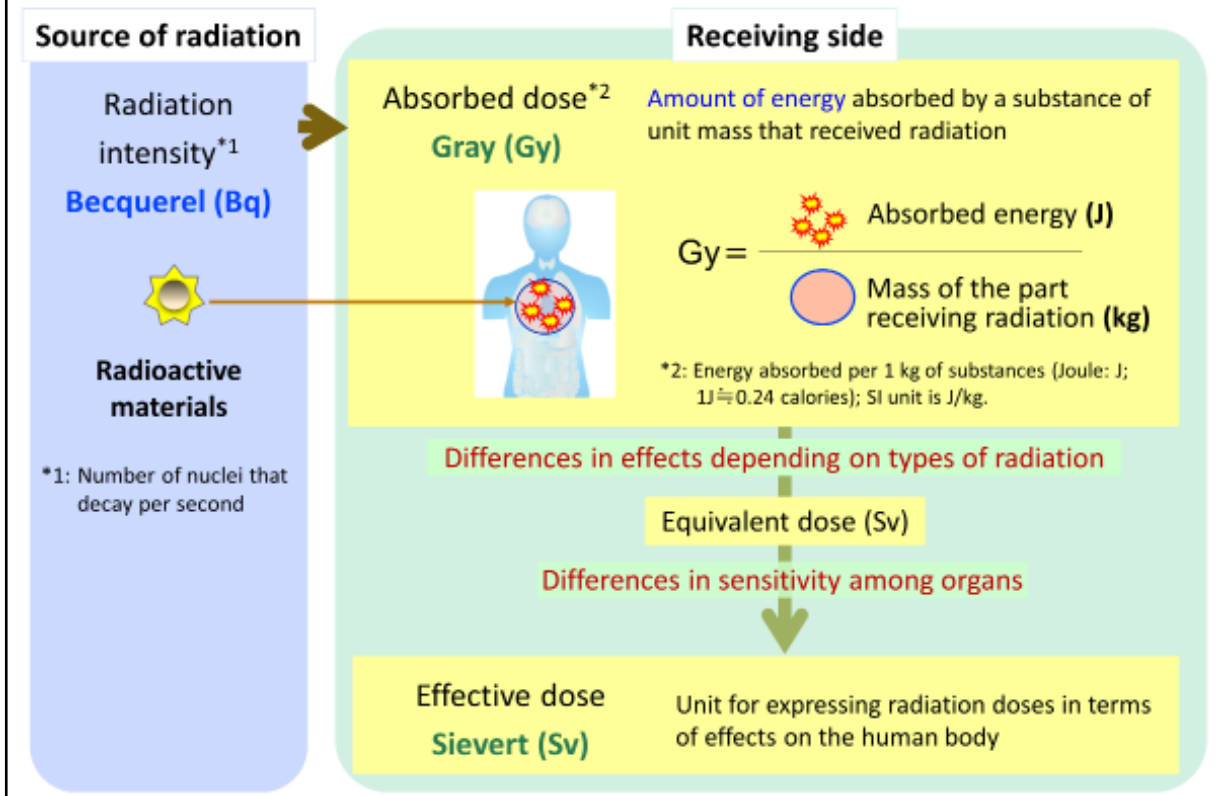 Source of radiation
Radiation
intensity*1
Becquerel (Bq)
Radioactive
materials
*1: Number of nuclei that
decay per second
Receiving side
Absorbed dose*2
Gray (Gy)
Amount of energy absorbed by a substance of
unit mass that received radiation
Gy=
Absorbed energy (J)
Mass of the part
receiving radiation (kg)
*2: Energy absorbed per 1 kg of substances (Joule: J;
1J≒0.24 calories); SI unit is J/kg.
Differences in effects depending on types of radiation
Equivalent dose (Sv)
Differences in sensitivity among organs
Effective dose
Sievert (Sv)
Unit for expressing radiation doses in terms
of effects on the human body